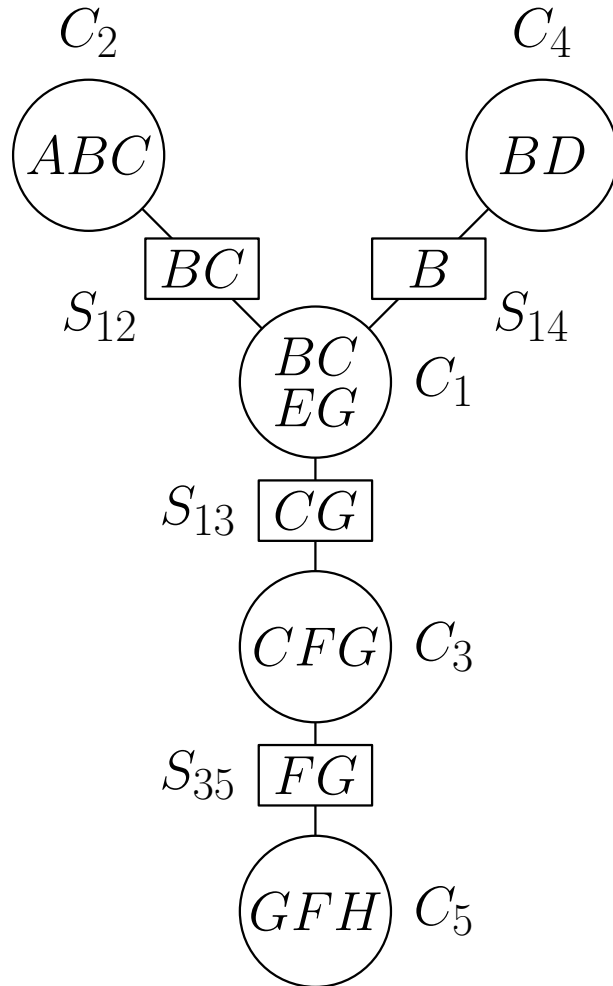 C₂
C₄
ABC
BD
BC
B
S₁₂
S₁₄
BC
EG
C₁
S₁₃
CG
CFG
C₃
S₃₅
FG
GFH
C₅